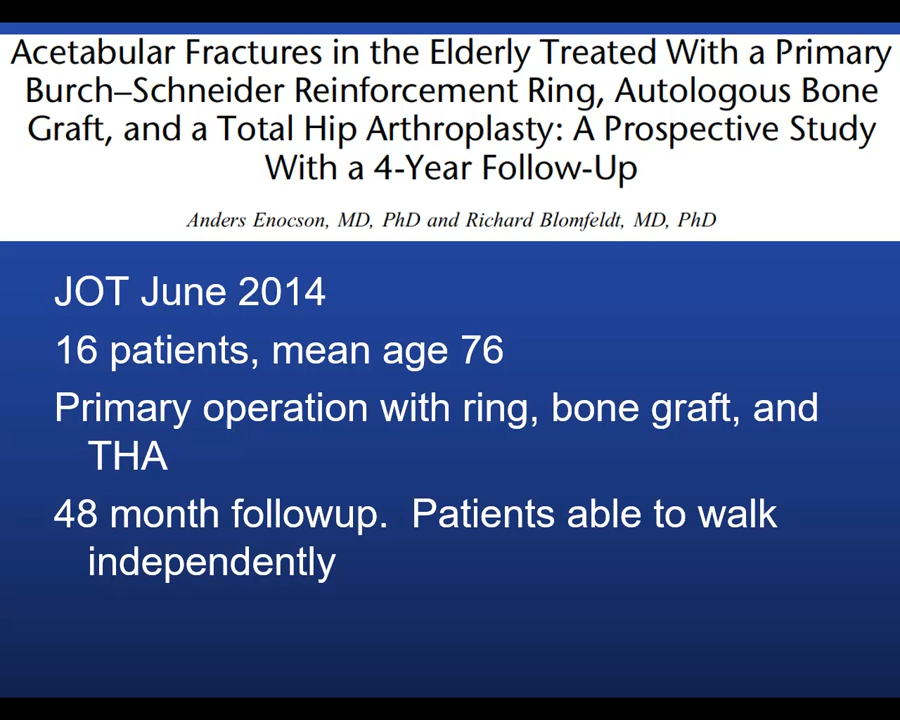 Acetabular Fractures in the Elderly Treated With a Primary
Burch–Schneider Reinforcement Ring, Autologous Bone
Graft, and a Total Hip Arthroplasty: A Prospective Study
With a 4-Year Follow-Up
Anders Enocson, MD, PhD and Richard Blomfeldt, MD, PhD
JOT June 2014
16 patients, mean age 76
Primary operation with ring, bone graft, and
THA
48 month followup.  Patients able to walk
independently